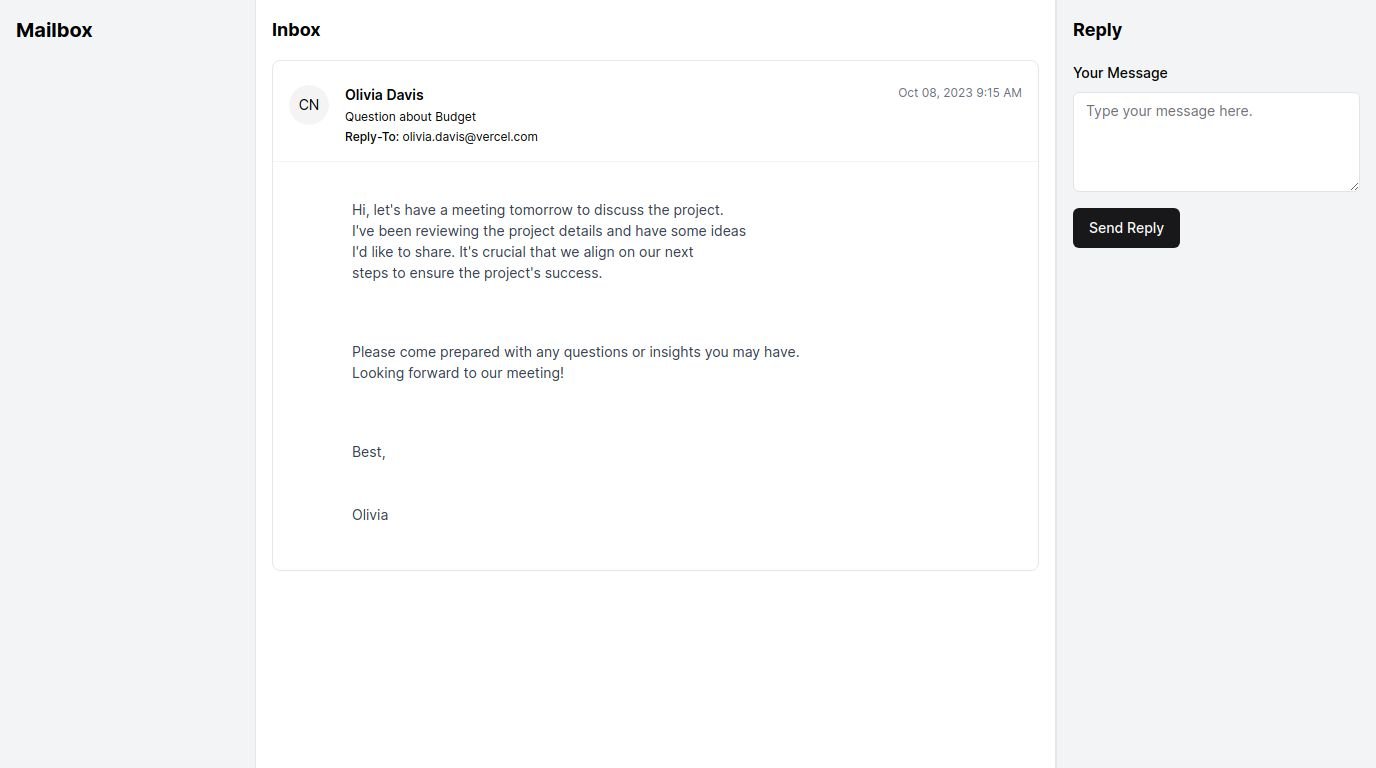 Mailbox
Inbox
CN
Olivia Davis
Oct 08, 2023 9:15 AM
Question about Budget
Reply-To: olivia.davis@vercel.com
Hi, let's have a meeting tomorrow to discuss the project.
I've been reviewing the project details and have some ideas
I'd like to share. It's crucial that we align on our next
steps to ensure the project's success.
Please come prepared with any questions or insights you may have.
Looking forward to our meeting!
Best,
Olivia
Reply
Your Message
Type your message here.
Send Reply